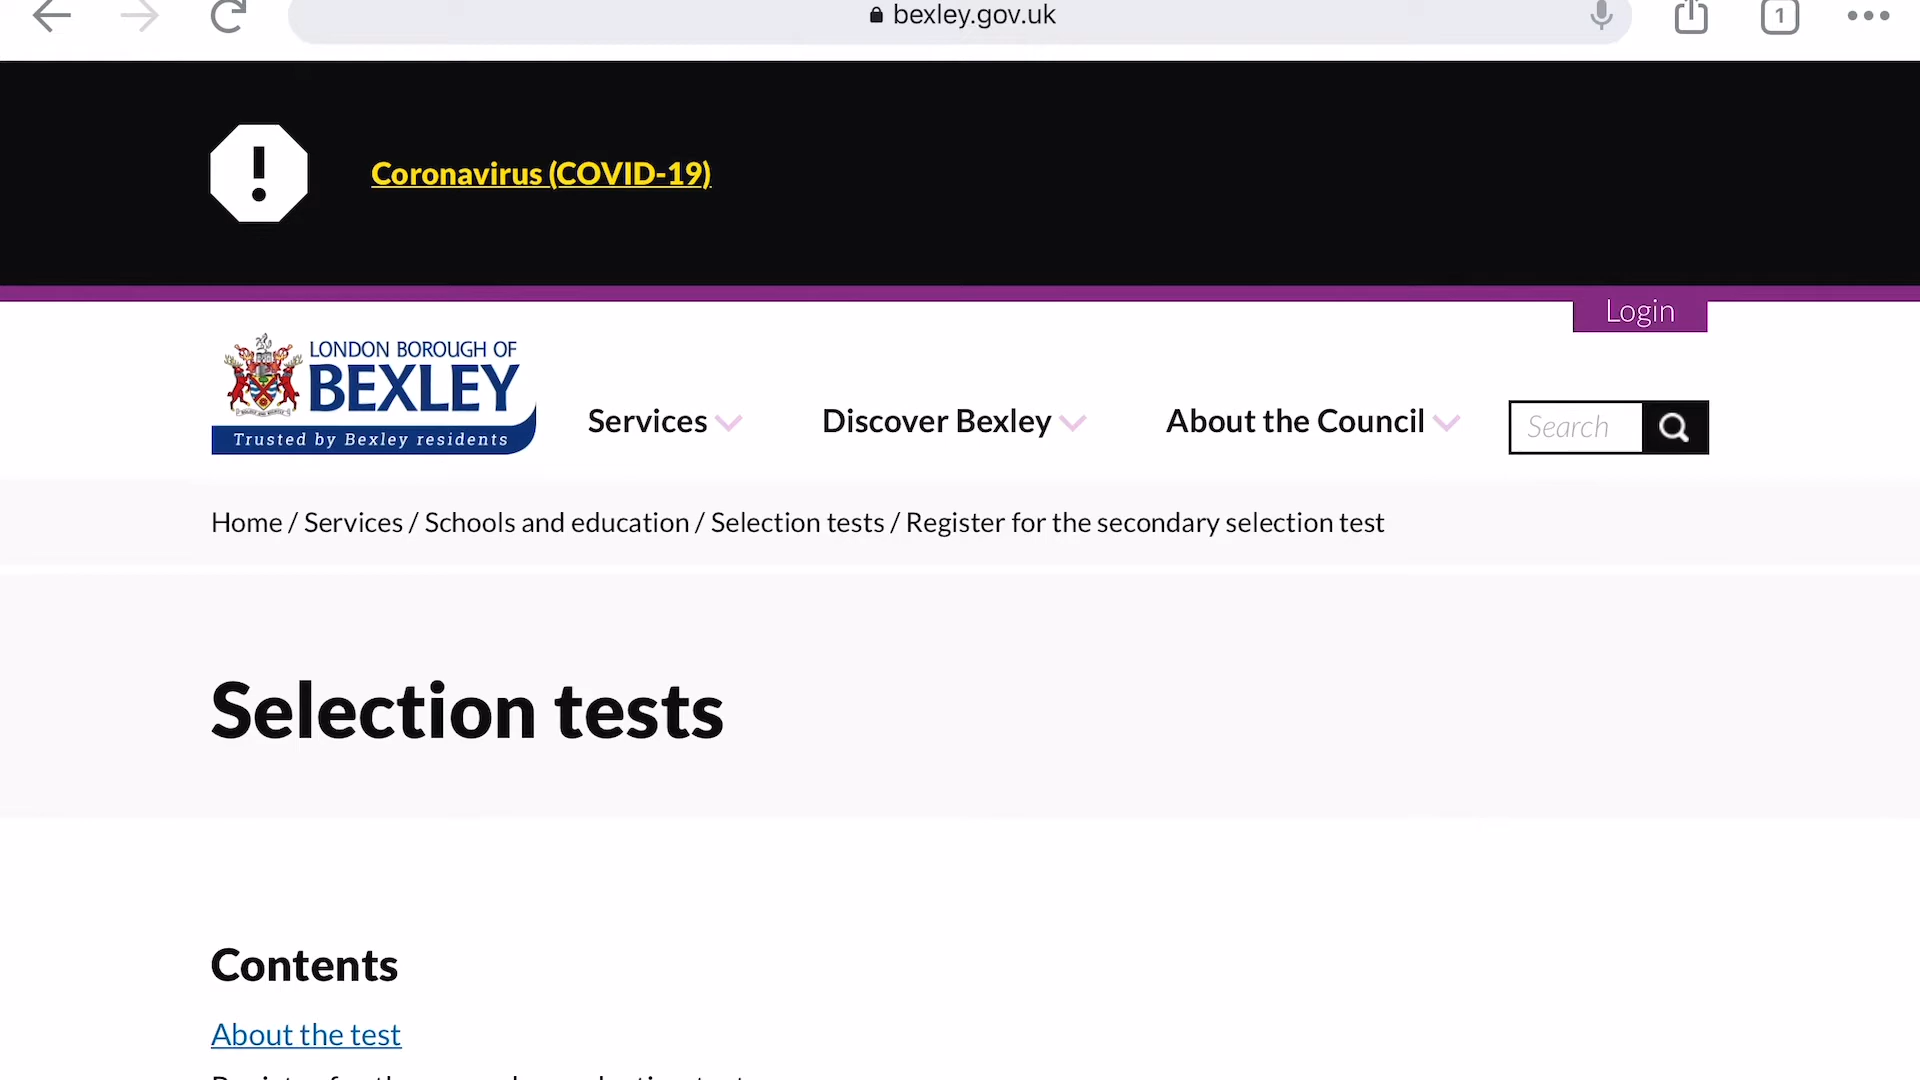 bexley.gov.uk
1
Coronavirus (COVID-19)
Login
LONDON BOROUGH OF
BEXLEY
Trusted by Bexley residents
Services
Discover Bexley
About the Council
Search
Home / Services / Schools and education / Selection tests / Register for the secondary selection test
Selection tests
Contents
About the test